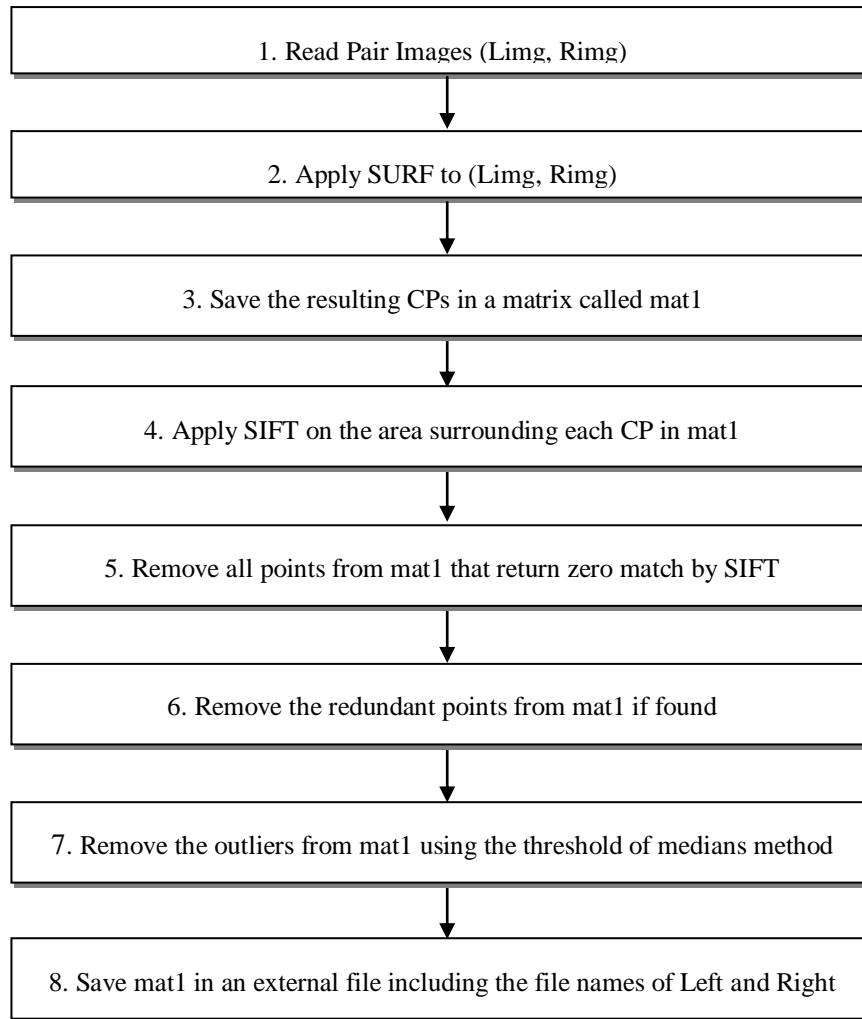 1. Read Pair Images (Limg, Rimg)
2. Apply SURF to (Limg, Rimg)
3. Save the resulting CPs in a matrix called mat1
4. Apply SIFT on the area surrounding each CP in mat1
5. Remove all points from mat1 that return zero match by SIFT
6. Remove the redundant points from mat1 if found
7. Remove the outliers from mat1 using the threshold of medians method
8. Save mat1 in an external file including the file names of Left and Right